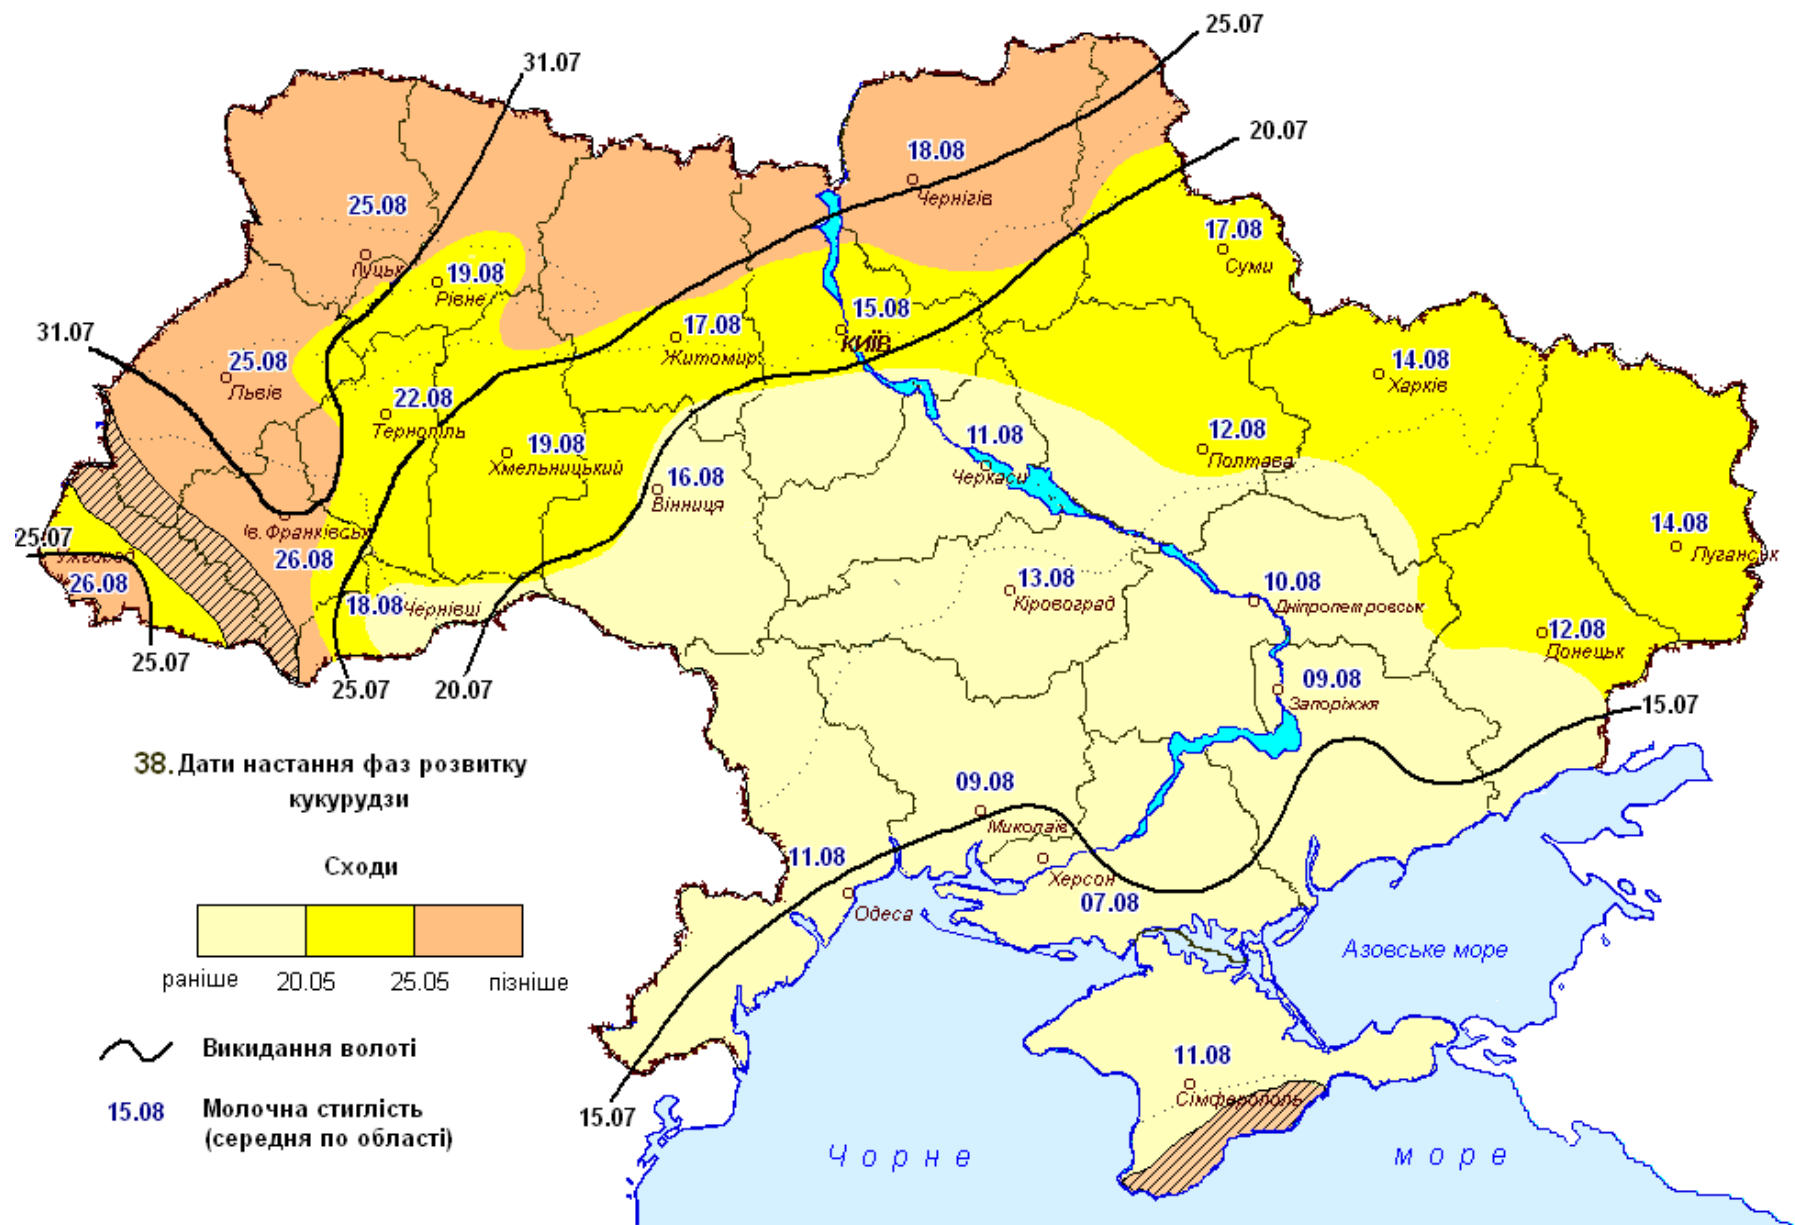 25.07
31.07
20.07
18.08
Чернігів
25.08
Луцьк
17.08
Суми
19.08
Рівне
15.08
КИЇВ
17.08
Житомир
31.07
25.08
Львів
14.08
Харків
22.08
Тернопіль
19.08
Хмельницький
11.08
Черкаси
12.08
Полтава
16.08
Вінниця
Ів. Франківськ
26.08
25.07
Ужгород
26.08
14.08
Луганськ
13.08
Кіровоград
10.08
Дніпропетровськ
18.08
Чернівці
12.08
Донецьк
25.07
25.07
20.07
09.08
Запоріжжя
15.07
38. Дати настання фаз розвитку
кукурудзи
09.08
Миколаїв
11.08
Одеса
Херсон
07.08
Сходи
раніше 20.05 25.05 пізніше
Азовське море
Викидання волоті
15.08 Молочна стиглість
(середня по області)
15.07
11.08
Сімферополь
Чорне море